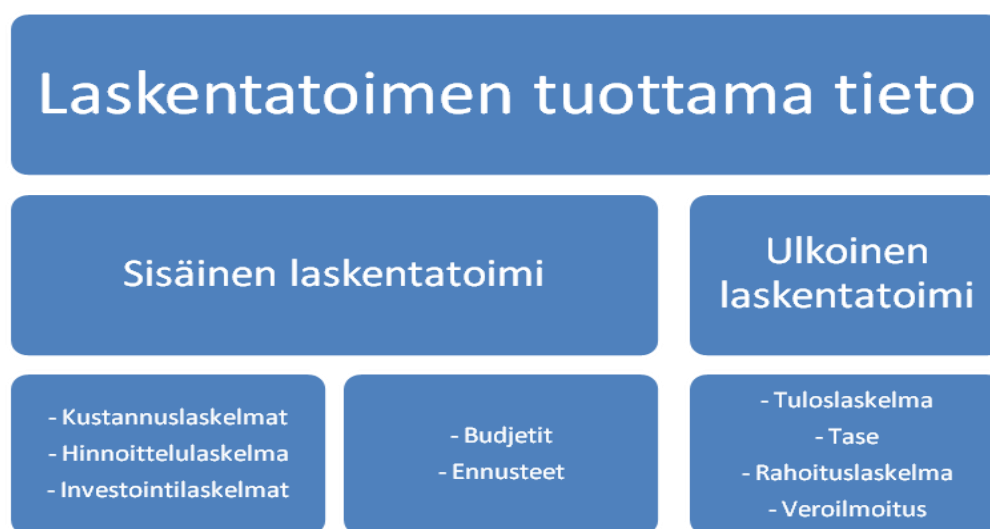 Laskentatoimen tuottama tieto
Sisäinen laskentatoimi
Ulkoinen
laskentatoimi
- Kustannuslaskelmat
- Hinnoittelulaskelma
- Investointilaskelmat
- Budjetit
- Ennusteet
- Tuloslaskelma
- Tase
- Rahoituslaskelma
- Veroilmoitus